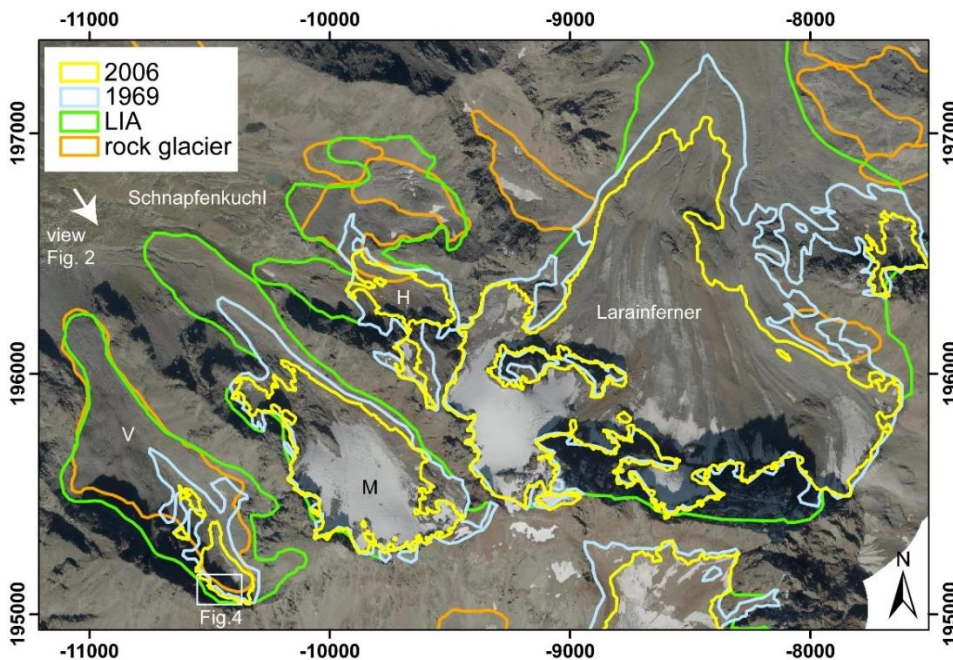 -11000 -10000 -9000 -8000
2006
1969
LIA
rock glacier
197000
197000
Schnapfenkuchl
view
Fig. 2
H
Larainferner
196000
196000
V
M
N
195000
195000
Fig.4
-11000 -10000 -9000 -8000